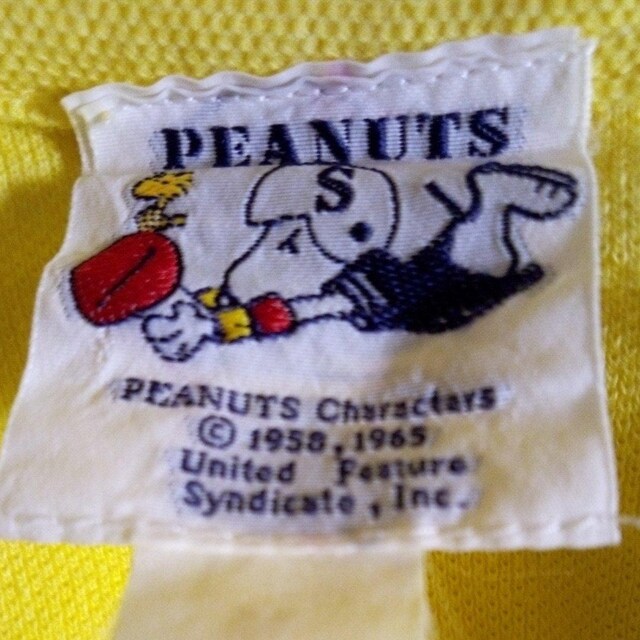 PEANUTS
S
PEANUTS Characters
© 1958, 1965
United Feature
Syndicate, Inc.